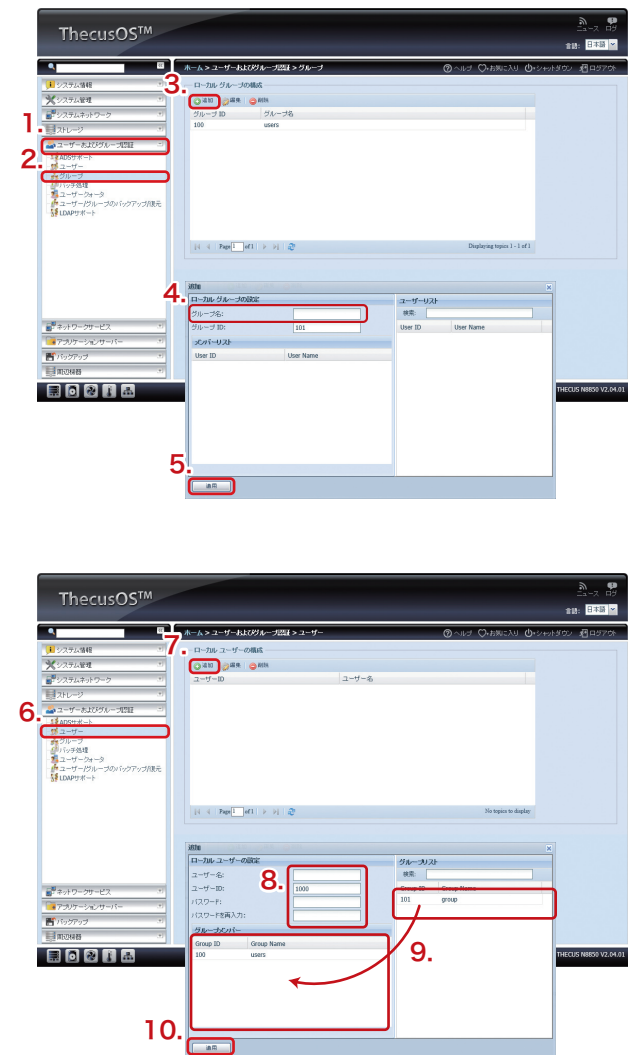 ニュース ログ
ThecusOS™
言語: 日本語
ホーム > ユーザーおよびグループ認証 > グループ
ヘルプ お気に入り シャットダウン ログアウト
3.
システム情報
ローカル グループの構成
システム管理
追加 編集 削除
システムネットワーク
グループ ID グループ名
1.
ストレージ
100 users
ユーザーおよびグループ認証
2.
ADSサポート
ユーザー
グループ
バッチ処理
ユーザークォータ
ユーザー/グループのバックアップ/復元
LDAPサポート
Page 1 of 1
Displaying topics 1 - 1 of 1
追加
4.
ローカル グループの設定
ユーザーリスト
グループ名:
検索:
グループ ID: 101
User ID User Name
メンバーリスト
User ID User Name
ネットワークサービス
アプリケーションサーバー
バックアップ
周辺機器
THECUS N8850 V2.04.01
5.
適用
ニュース ログ
ThecusOS™
言語: 日本語
ホーム > ユーザーおよびグループ認証 > ユーザー
ヘルプ お気に入り シャットダウン ログアウト
7.
システム情報
ローカル ユーザーの構成
システム管理
追加 編集 削除
システムネットワーク
ユーザーID ユーザー名
ストレージ
6.
ユーザーおよびグループ認証
ADSサポート
ユーザー
グループ
バッチ処理
ユーザークォータ
ユーザー/グループのバックアップ/復元
LDAPサポート
Page 1 of 1
No topics to display
追加
ローカル ユーザーの設定
グループリスト
ユーザー名:
8.
検索:
ユーザーID: 1000
Group ID Group Name
パスワード:
101 group
パスワードを再入力:
グループメンバー
Group ID Group Name
100 users
9.
ネットワークサービス
アプリケーションサーバー
バックアップ
周辺機器
THECUS N8850 V2.04.01
10.
適用